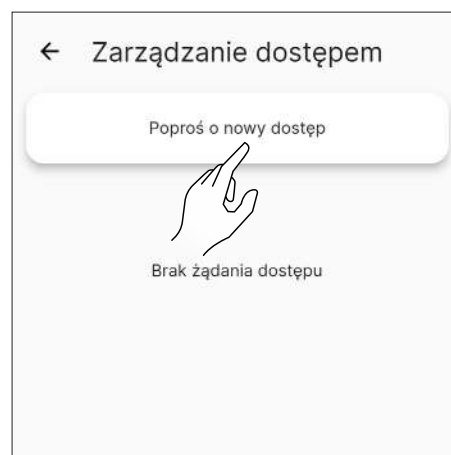 Zarządzanie dostępem
Poproś o nowy dostęp
Brak żądania dostępu